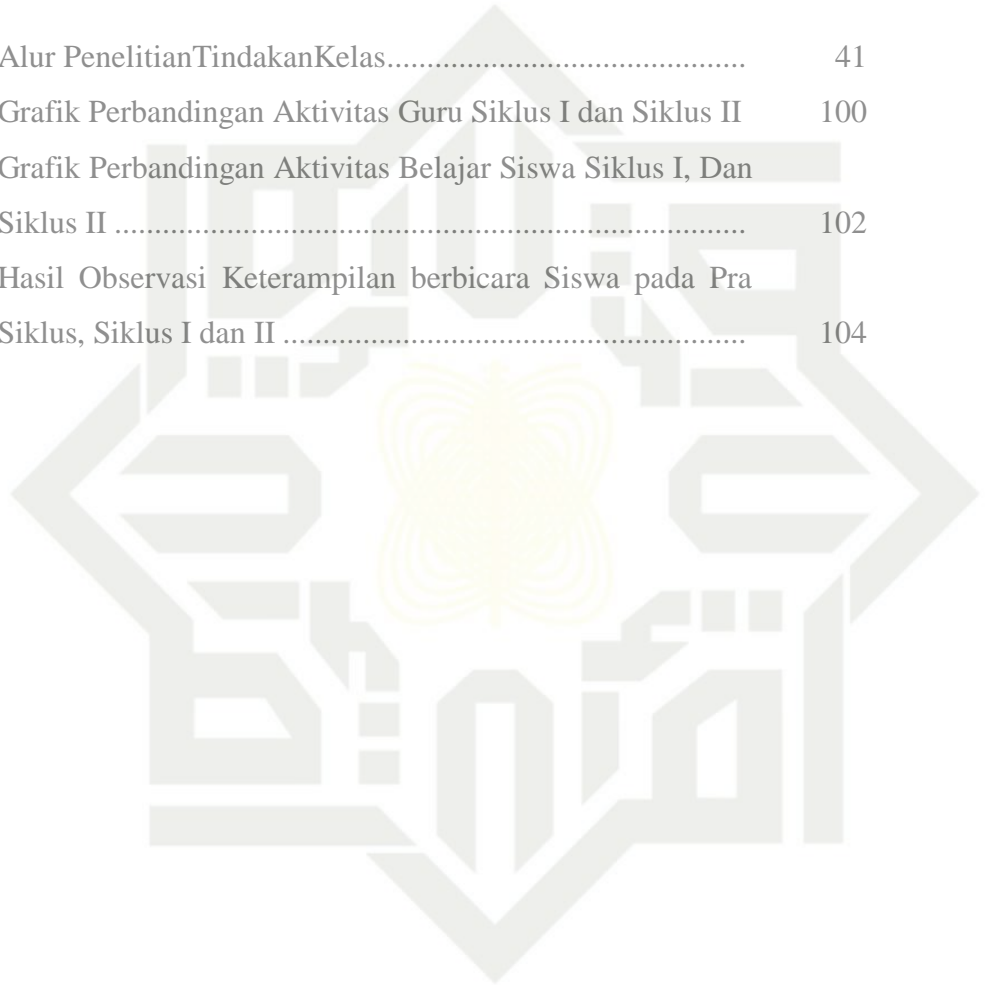 Alur PenelitianTindakanKelas............................................ 41
Grafik Perbandingan Aktivitas Guru Siklus I dan Siklus II 100
Grafik Perbandingan Aktivitas Belajar Siswa Siklus I, Dan
Siklus II ............................................................................. 102
Hasil Observasi Keterampilan berbicara Siswa pada Pra
Siklus, Siklus I dan II ......................................................... 104